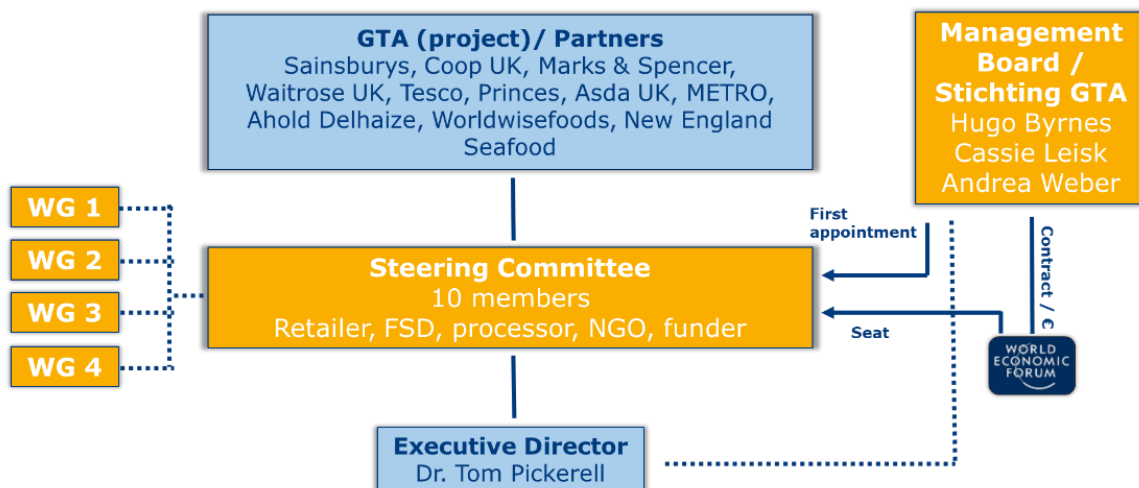 GTA (project)/ Partners
Sainsburys, Coop UK, Marks & Spencer,
Waitrose UK, Tesco, Princes, Asda UK, METRO,
Ahold Delhaize, Worldwisefoods, New England
Seafood
Management
Board /
Stichting GTA
Hugo Byrnes
Cassie Leisk
Andrea Weber
WG 1
WG 2
WG 3
WG 4
First
appointment
Contract / €
Steering Committee
10 members
Retailer, FSD, processor, NGO, funder
Seat
WORLD
ECONOMIC
FORUM
Executive Director
Dr. Tom Pickerell